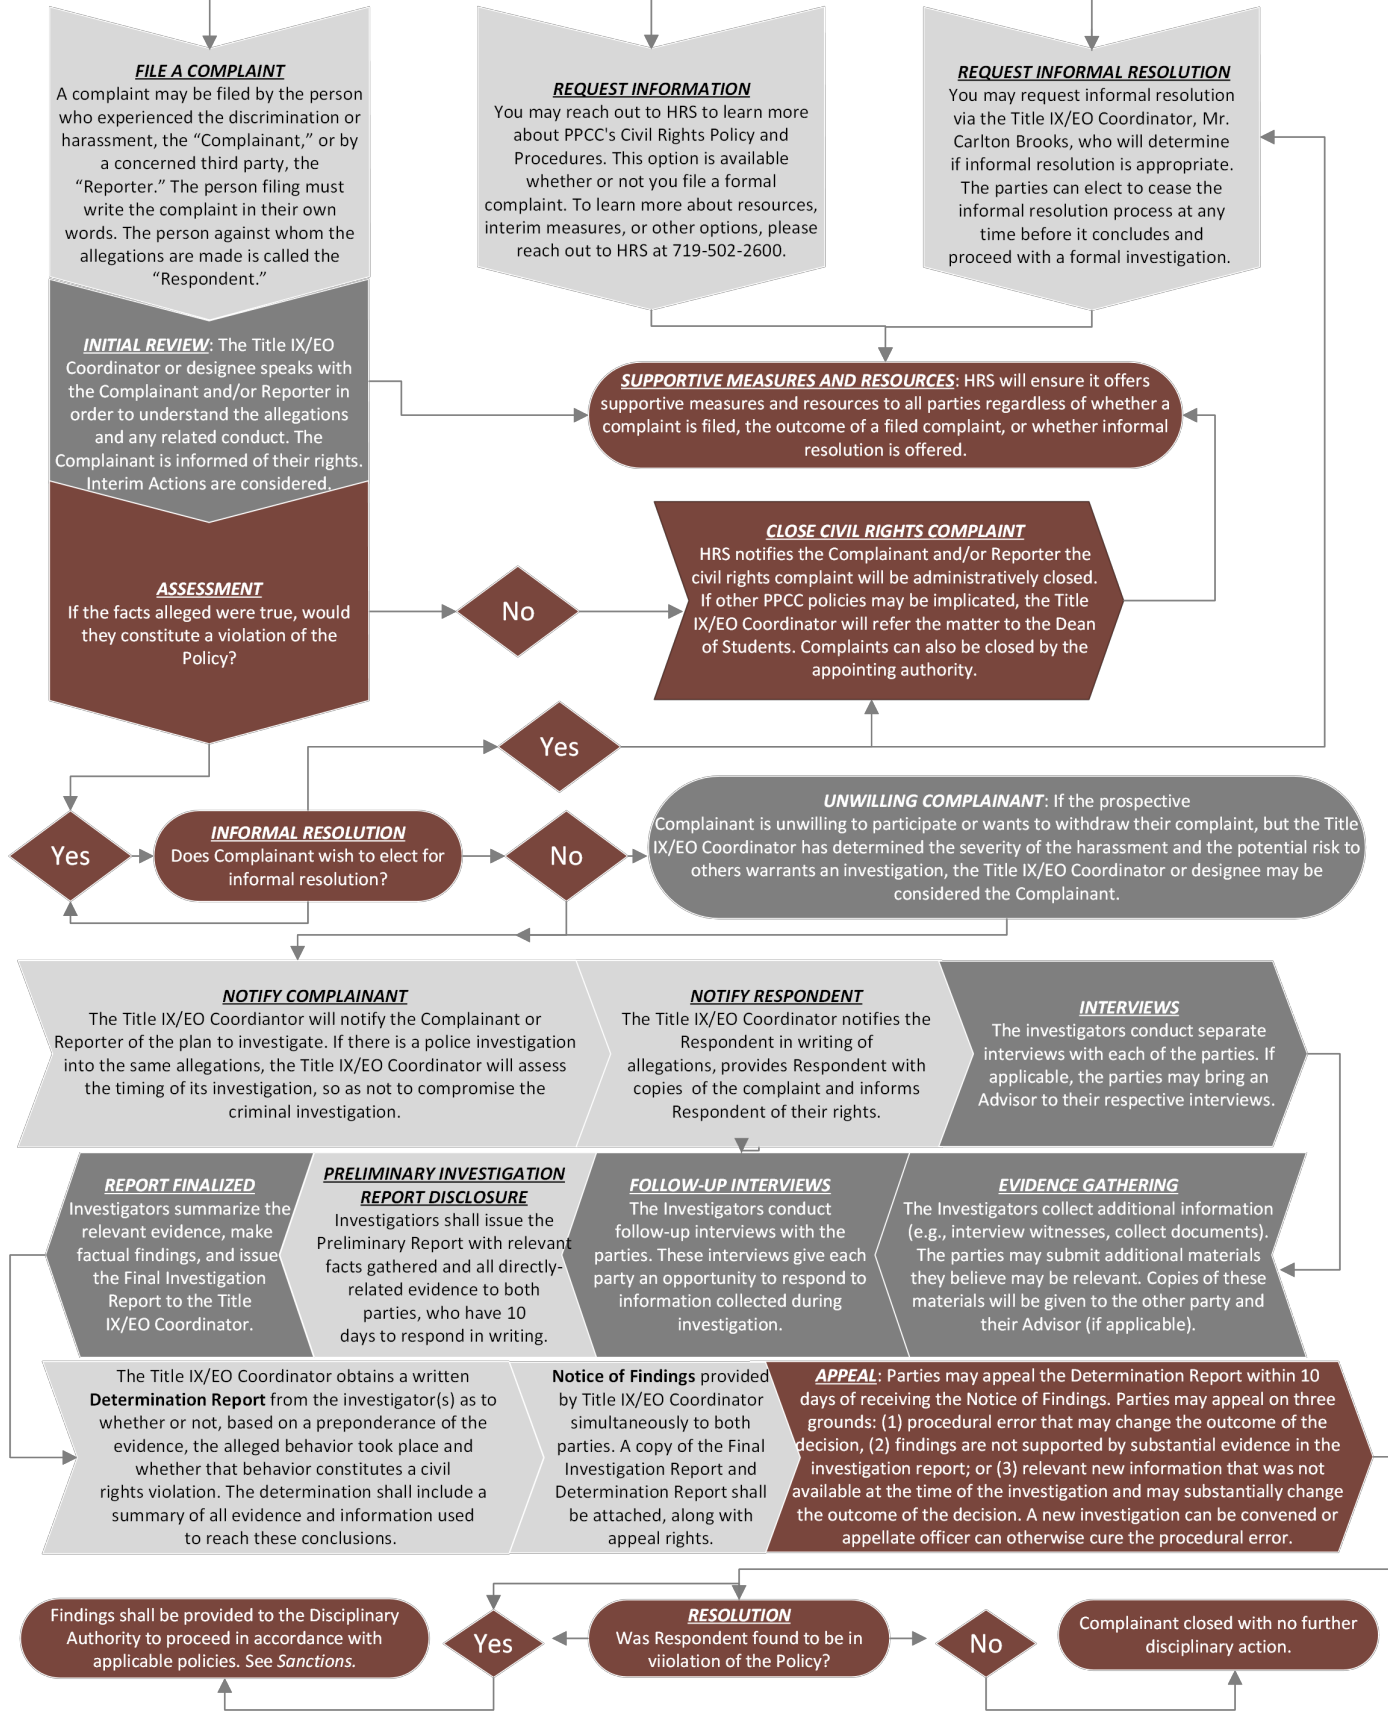 FILE A COMPLAINT
A complaint may be filed by the person
who experienced the discrimination or
harassment, the “Complainant,” or by
a concerned third party, the
“Reporter.” The person filing must
write the complaint in their own
words. The person against whom the
allegations are made is called the
“Respondent.”
REQUEST INFORMATION
You may reach out to HRS to learn more
about PPCC's Civil Rights Policy and
Procedures. This option is available
whether or not you file a formal
complaint. To learn more about resources,
interim measures, or other options, please
reach out to HRS at 719-502-2600.
REQUEST INFORMAL RESOLUTION
You may request informal resolution
via the Title IX/EO Coordinator, Mr.
Carlton Brooks, who will determine
if informal resolution is appropriate.
The parties can elect to cease the
informal resolution process at any
time before it concludes and
proceed with a formal investigation.
INITIAL REVIEW: The Title IX/EO
Coordinator or designee speaks with
the Complainant and/or Reporter in
order to understand the allegations
and any related conduct. The
Complainant is informed of their rights.
Interim Actions are considered.
SUPPORTIVE MEASURES AND RESOURCES: HRS will ensure it offers
supportive measures and resources to all parties regardless of whether a
complaint is filed, the outcome of a filed complaint, or whether informal
resolution is offered.
ASSESSMENT
If the facts alleged were true, would
they constitute a violation of the
Policy?
No
CLOSE CIVIL RIGHTS COMPLAINT
HRS notifies the Complainant and/or Reporter the
civil rights complaint will be administratively closed.
If other PPCC policies may be implicated, the Title
IX/EO Coordinator will refer the matter to the Dean
of Students. Complaints can also be closed by the
appointing authority.
Yes
Yes
INFORMAL RESOLUTION
Does Complainant wish to elect for
informal resolution?
No
UNWILLING COMPLAINANT: If the prospective
Complainant is unwilling to participate or wants to withdraw their complaint, but the Title
IX/EO Coordinator has determined the severity of the harassment and the potential risk to
others warrants an investigation, the Title IX/EO Coordinator or designee may be
considered the Complainant.
NOTIFY COMPLAINANT
The Title IX/EO Coordiantor will notify the Complainant or
Reporter of the plan to investigate. If there is a police investigation
into the same allegations, the Title IX/EO Coordinator will assess
the timing of its investigation, so as not to compromise the
criminal investigation.
NOTIFY RESPONDENT
The Title IX/EO Coordinator notifies the
Respondent in writing of
allegations, provides Respondent with
copies of the complaint and informs
Respondent of their rights.
INTERVIEWS
The investigators conduct separate
interviews with each of the parties. If
applicable, the parties may bring an
Advisor to their respective interviews.
REPORT FINALIZED
Investigators summarize the
relevant evidence, make
factual findings, and issue
the Final Investigation
Report to the Title
IX/EO Coordinator.
PRELIMINARY INVESTIGATION
REPORT DISCLOSURE
Investigatiors shall issue the
Preliminary Report with relevant
facts gathered and all directly-
related evidence to both
parties, who have 10
days to respond in writing.
FOLLOW-UP INTERVIEWS
The Investigators conduct
follow-up interviews with the
parties. These interviews give each
party an opportunity to respond to
information collected during
investigation.
EVIDENCE GATHERING
The Investigators collect additional information
(e.g., interview witnesses, collect documents).
The parties may submit additional materials
they believe may be relevant. Copies of these
materials will be given to the other party and
their Advisor (if applicable).
The Title IX/EO Coordinator obtains a written
Determination Report from the investigator(s) as to
whether or not, based on a preponderance of the
evidence, the alleged behavior took place and
whether that behavior constitutes a civil
rights violation. The determination shall include a
summary of all evidence and information used
to reach these conclusions.
Notice of Findings provided
by Title IX/EO Coordinator
simultaneously to both
parties. A copy of the Final
Investigation Report and
Determination Report shall
be attached, along with
appeal rights.
APPEAL: Parties may appeal the Determination Report within 10
days of receiving the Notice of Findings. Parties may appeal on three
grounds: (1) procedural error that may change the outcome of the
decision, (2) findings are not supported by substantial evidence in the
investigation report; or (3) relevant new information that was not
available at the time of the investigation and may substantially change
the outcome of the decision. A new investigation can be convened or
appellate officer can otherwise cure the procedural error.
Findings shall be provided to the Disciplinary
Authority to proceed in accordance with
applicable policies. See Sanctions.
Yes
RESOLUTION
Was Respondent found to be in
viiolation of the Policy?
No
Complainant closed with no further
disciplinary action.